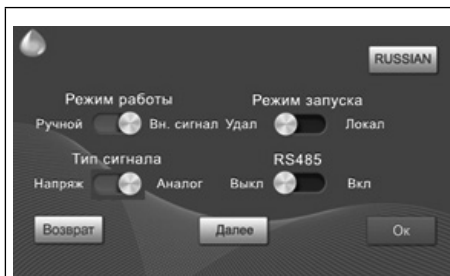 RUSSIAN
Режим работы Режим запуска
Ручной Вн. сигнал Удал Локал
Тип сигнала RS485
Напряж Аналог Выкл Вкл
Возврат Далее Ок